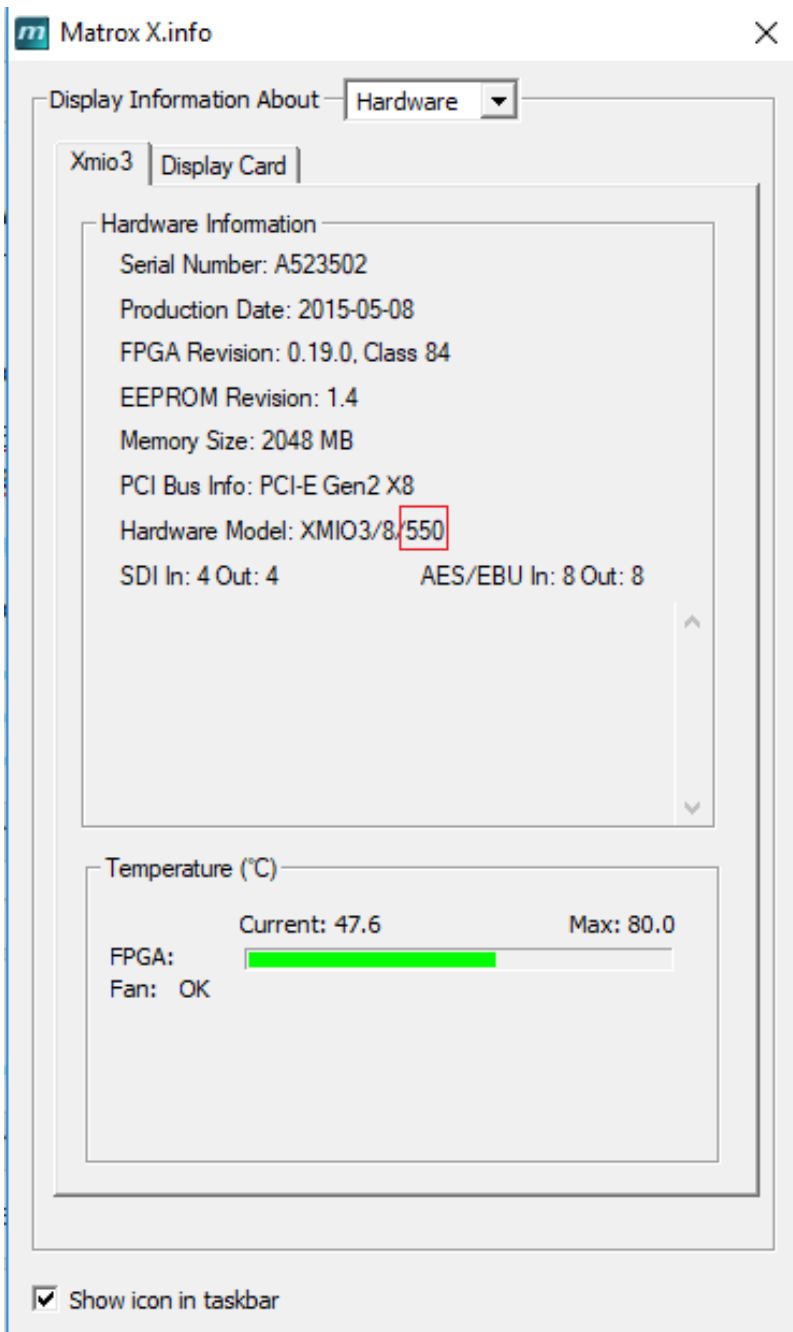 m Matrox X.info
Display Information About Hardware
Xmio3 Display Card
Hardware Information
Serial Number: A523502
Production Date: 2015-05-08
FPGA Revision: 0.19.0, Class 84
EEPROM Revision: 1.4
Memory Size: 2048 MB
PCI Bus Info: PCI-E Gen2 X8
Hardware Model: XMIO3/8/550
SDI In: 4 Out: 4 AES/EBU In: 8 Out: 8
Temperature (°C)
Current: 47.6 Max: 80.0
FPGA:
Fan: OK
Show icon in taskbar